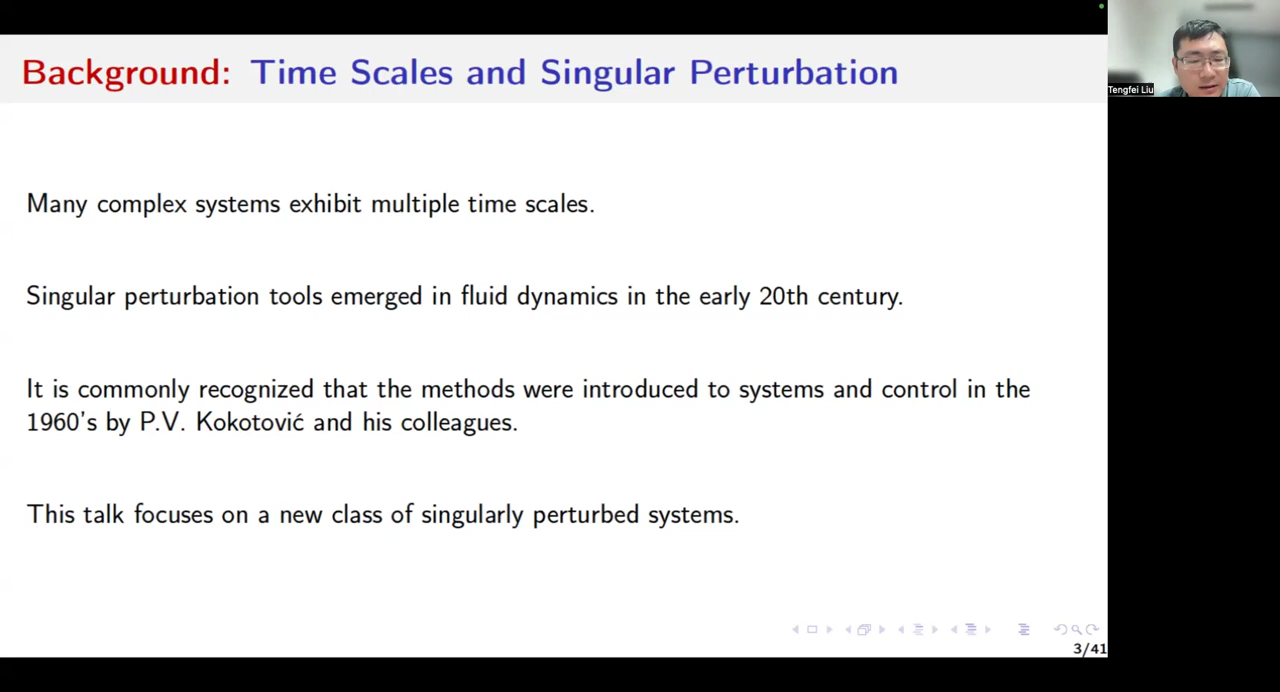 Background: Time Scales and Singular Perturbation
Tengfei Liu
Many complex systems exhibit multiple time scales.
Singular perturbation tools emerged in fluid dynamics in the early 20th century.
It is commonly recognized that the methods were introduced to systems and control in the
1960's by P.V. Kokotović and his colleagues.
This talk focuses on a new class of singularly perturbed systems.
3/41